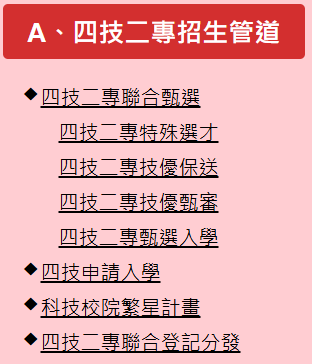 A、四技二專招生管道
◆四技二專聯合甄選
四技二專特殊選才
四技二專技優保送
四技二專技優甄審
四技二專甄選入學
◆四技申請入學
◆科技校院繁星計畫
◆四技二專聯合登記分發